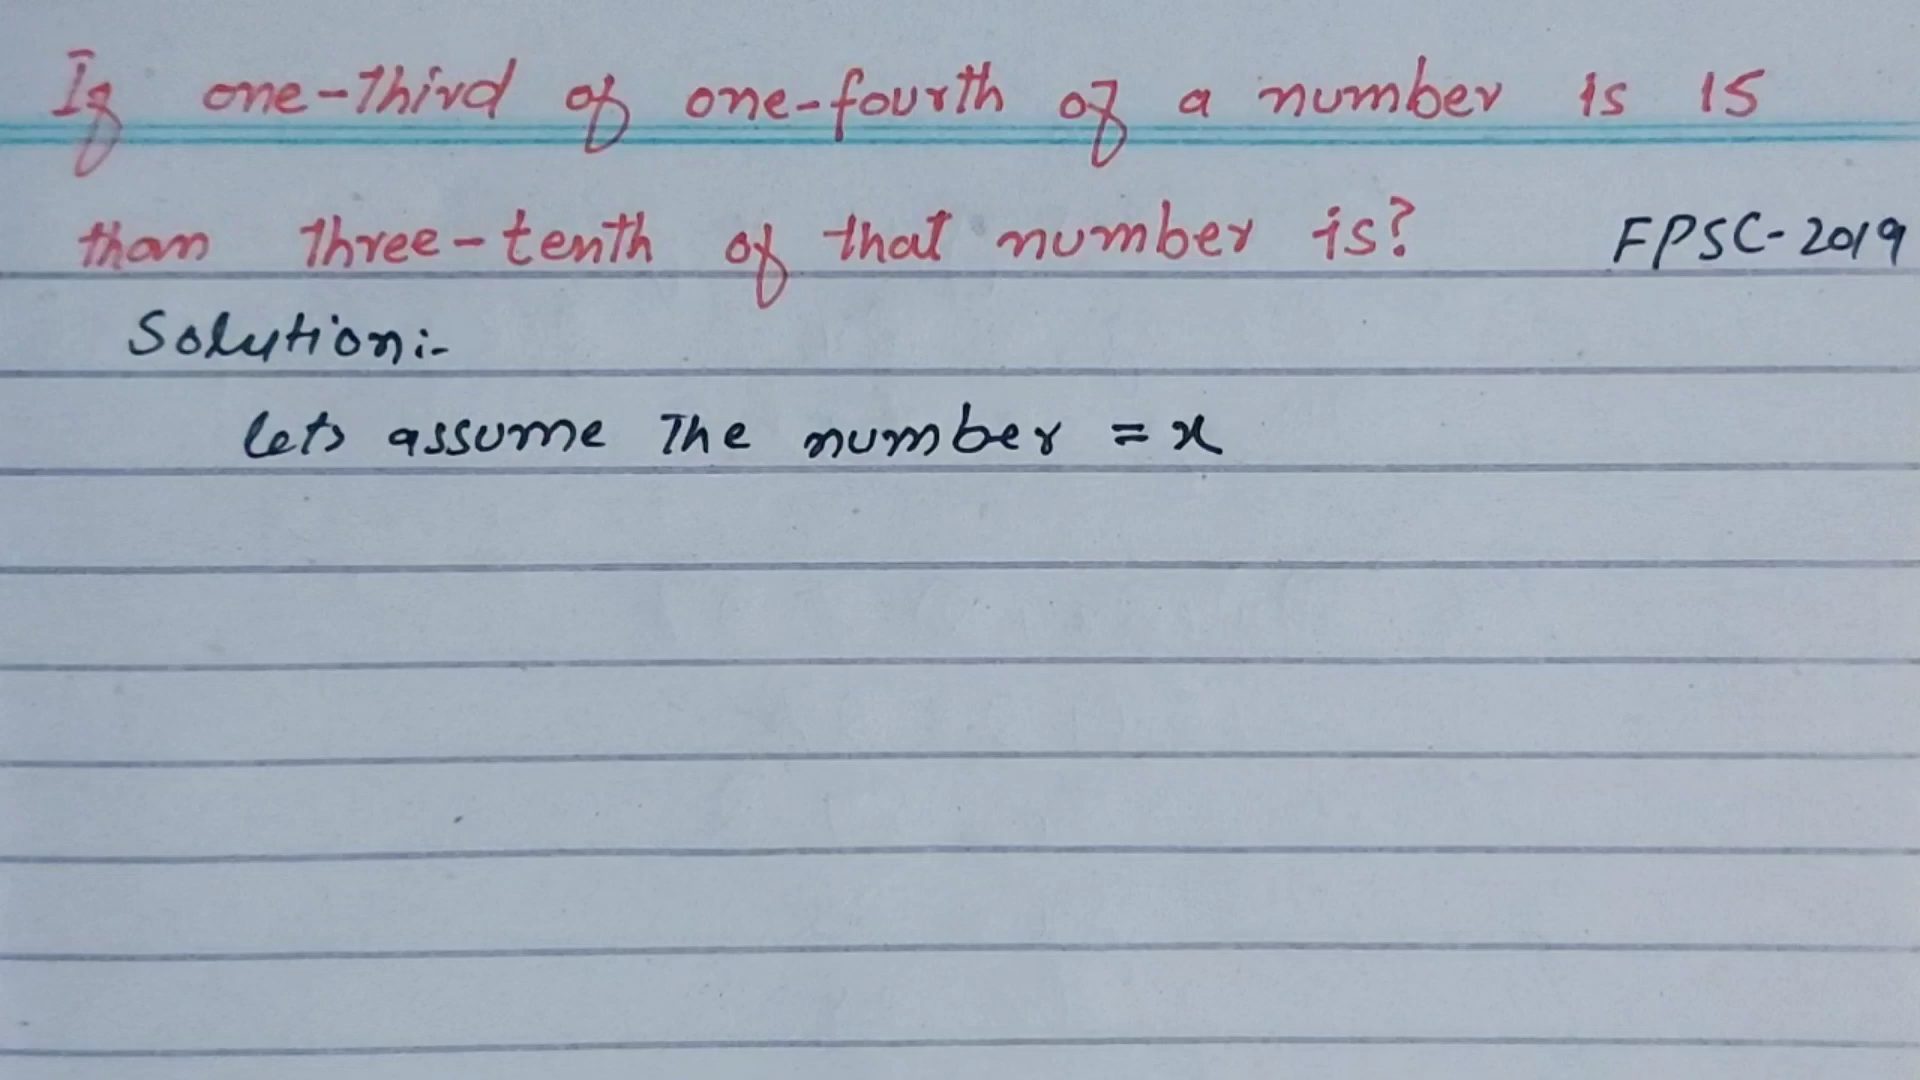 If one-third of one-fourth of a number is 15
than three-tenth of that number is? FPSC-2019
Solution:-
lets assume The number = x